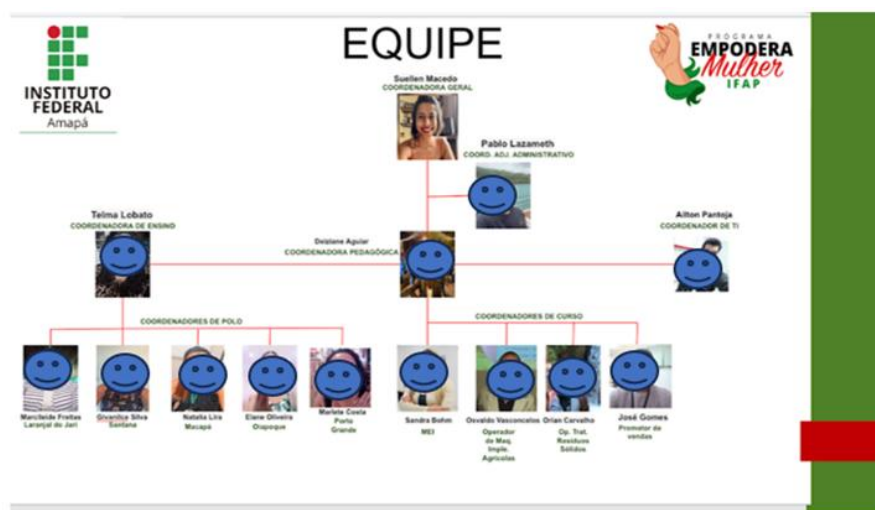 EQUIPE
INSTITUTO
FEDERAL
Amapá
PROGRAMA
EMPODERA
Mulher
IFAP
Suellen Macedo
COORDENADORA GERAL
Pablo Lazameth
COORD. ADJ. ADMINISTRATIVO
Telma Lobato
COORDENADORA DE ENSINO
Deiziane Aguiar
COORDENADORA PEDAGÓGICA
Ailton Pantoja
COORDENADOR DE TI
COORDENADORES DE POLO
COORDENADORES DE CURSO
Marcileide Freitas
Laranjal do Jari
Givanilce Silva
Santana
Natalia Lira
Macapá
Elane Oliveira
Oiapoque
Marlete Costa
Porto
Grande
Sandra Bohm
MEI
Osvaldo Vasconcelos
Operador
de Maq.
Imple.
Agrícolas
Orian Carvalho
Op. Trat.
Resíduos
Sólidos
José Gomes
Promotor de
vendas